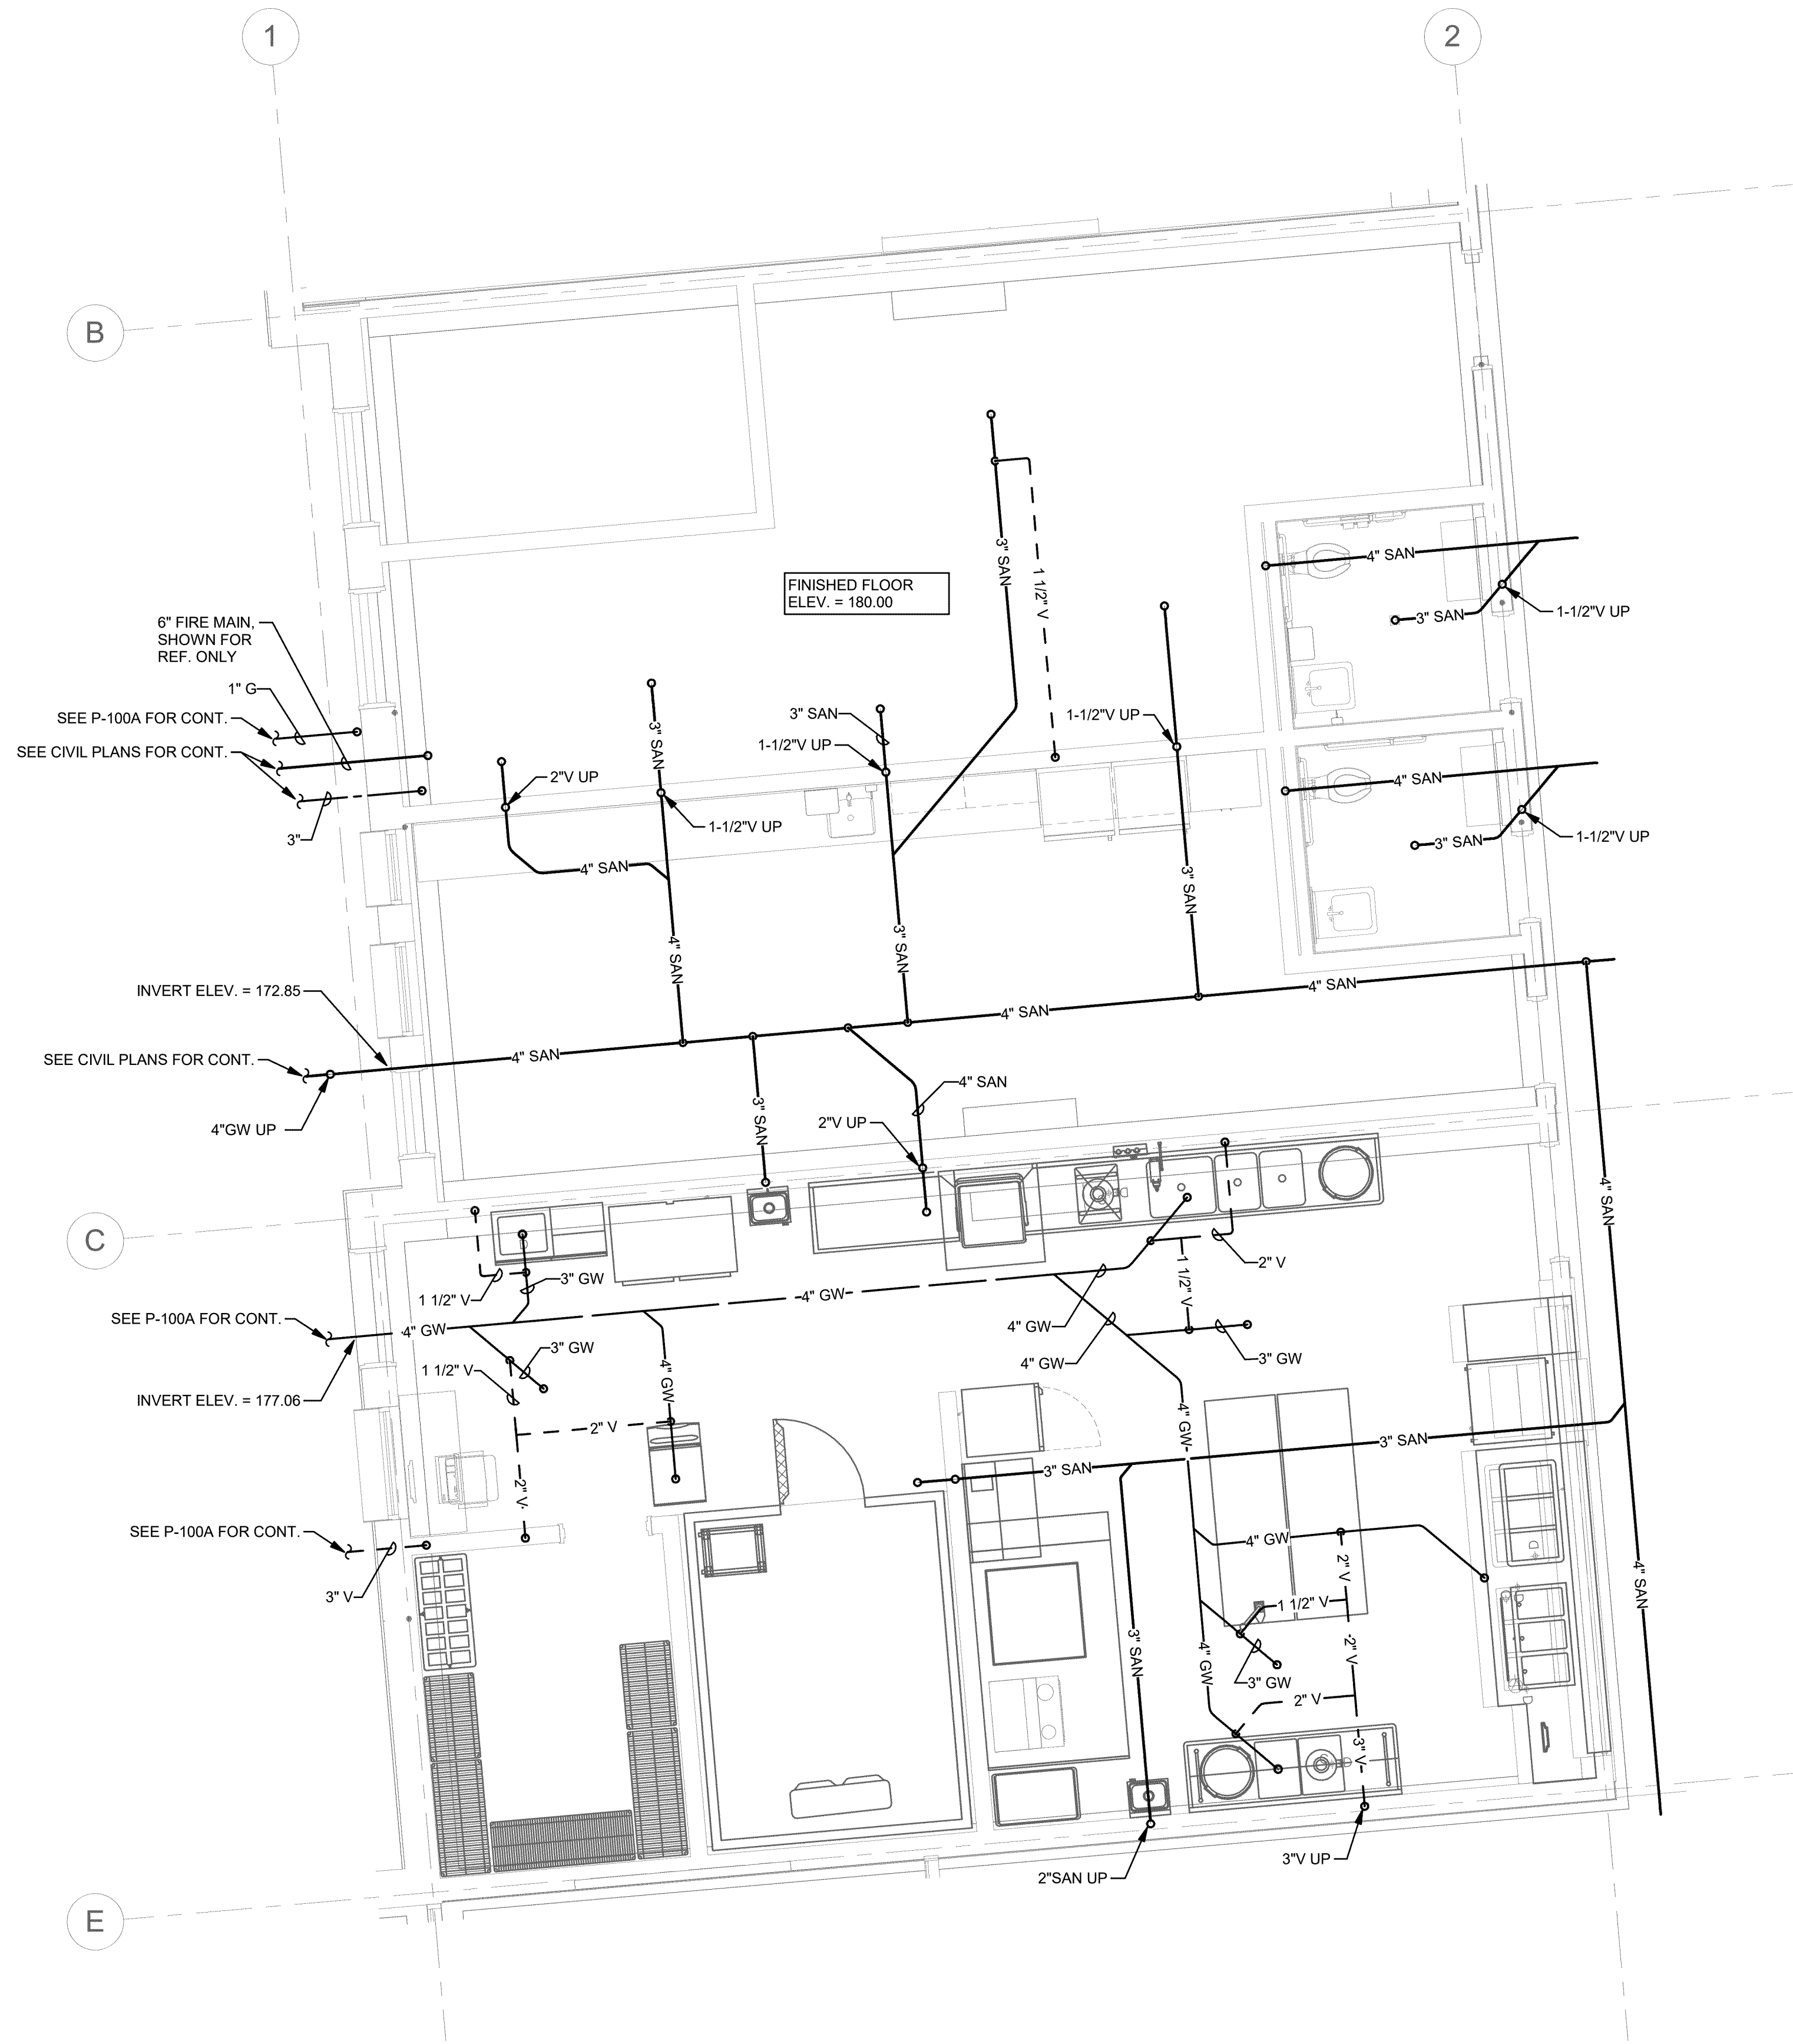 1
2
B
3" SAN
1 1/2" V
4" SAN
FINISHED FLOOR
ELEV. = 180.00
1-1/2"V UP
3" SAN
6" FIRE MAIN,
SHOWN FOR
REF. ONLY
1" G
SEE P-100A FOR CONT.
SEE CIVIL PLANS FOR CONT.
3"
3" SAN
3" SAN
1-1/2"V UP
1-1/2"V UP
2"V UP
1-1/2"V UP
4" SAN
3" SAN
1-1/2"V UP
4" SAN
3" SAN
4" SAN
3" SAN
INVERT ELEV. = 172.85
4" SAN
4" SAN
SEE CIVIL PLANS FOR CONT.
4" SAN
4"GW UP
3" SAN
4" SAN
2"V UP
4" SAN
C
1 1/2" V
3" GW
1 1/2" V
2" V
4" GW
SEE P-100A FOR CONT.
4" GW
4" GW
4" GW
3" GW
3" GW
1 1/2" V
4" GW
INVERT ELEV. = 177.06
2" V
4" GW
3" SAN
3" SAN
2" V
SEE P-100A FOR CONT.
4" GW
2" V
3" V
4" SAN
1 1/2" V
3" SAN
4" GW
2" V
3" GW
2" V
3" V
3"V UP
2"SAN UP
E